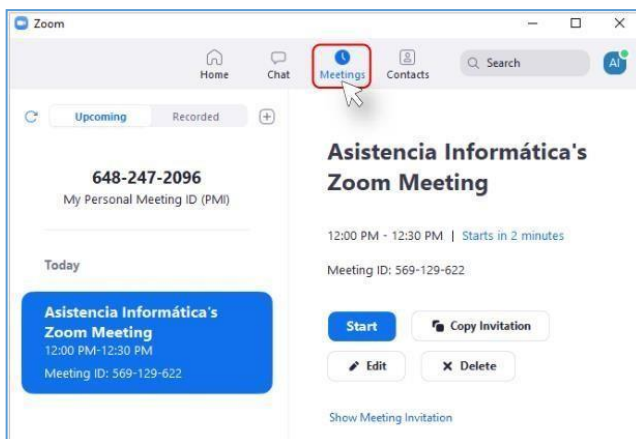 Zoom
Home
Chat
Meetings
Contacts
Search
AI
Upcoming
Recorded
648-247-2096
My Personal Meeting ID (PMI)
Today
Asistencia Informática's
Zoom Meeting
12:00 PM-12:30 PM
Meeting ID: 569-129-622
Asistencia Informática's
Zoom Meeting
12:00 PM - 12:30 PM | Starts in 2 minutes
Meeting ID: 569-129-622
Start
Copy Invitation
Edit
Delete
Show Meeting Invitation